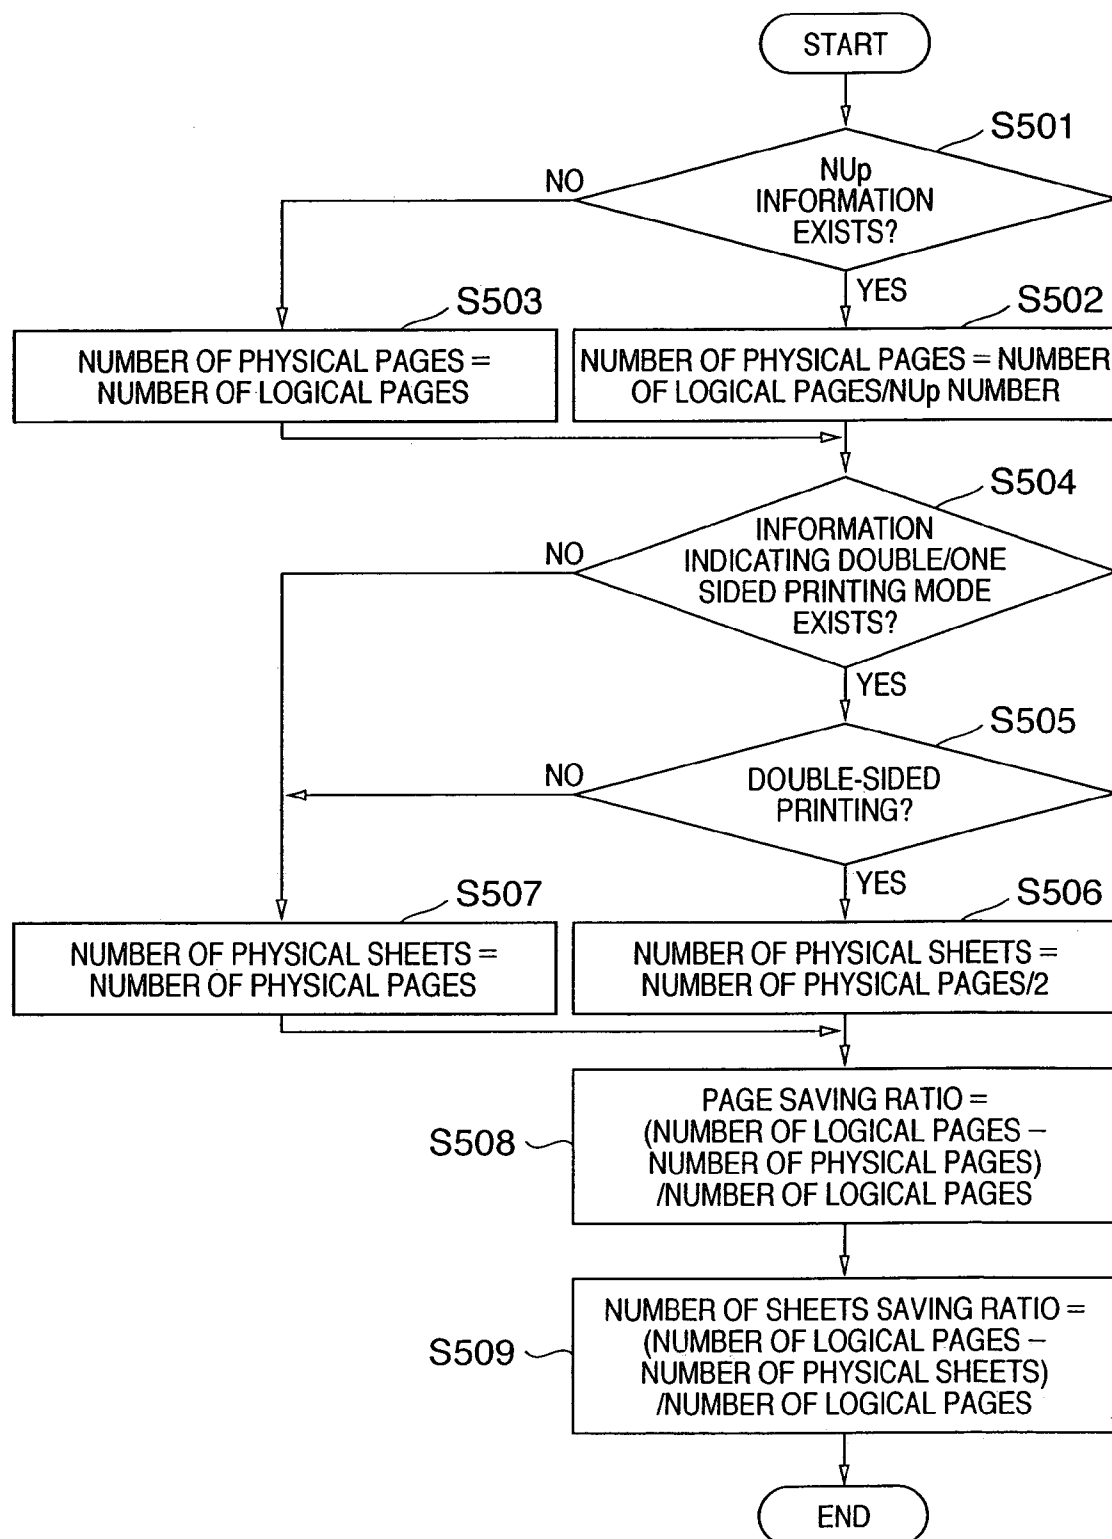 START
S501
NUp
INFORMATION
EXISTS?
NO
YES
S503
NUMBER OF PHYSICAL PAGES =
NUMBER OF LOGICAL PAGES
S502
NUMBER OF PHYSICAL PAGES = NUMBER
OF LOGICAL PAGES/NUp NUMBER
S504
INFORMATION
INDICATING DOUBLE/ONE
SIDED PRINTING MODE
EXISTS?
NO
YES
S505
DOUBLE-SIDED
PRINTING?
NO
YES
S507
NUMBER OF PHYSICAL SHEETS =
NUMBER OF PHYSICAL PAGES
S506
NUMBER OF PHYSICAL SHEETS =
NUMBER OF PHYSICAL PAGES/2
S508
PAGE SAVING RATIO =
(NUMBER OF LOGICAL PAGES –
NUMBER OF PHYSICAL PAGES)
/NUMBER OF LOGICAL PAGES
S509
NUMBER OF SHEETS SAVING RATIO =
(NUMBER OF LOGICAL PAGES –
NUMBER OF PHYSICAL SHEETS)
/NUMBER OF LOGICAL PAGES
END